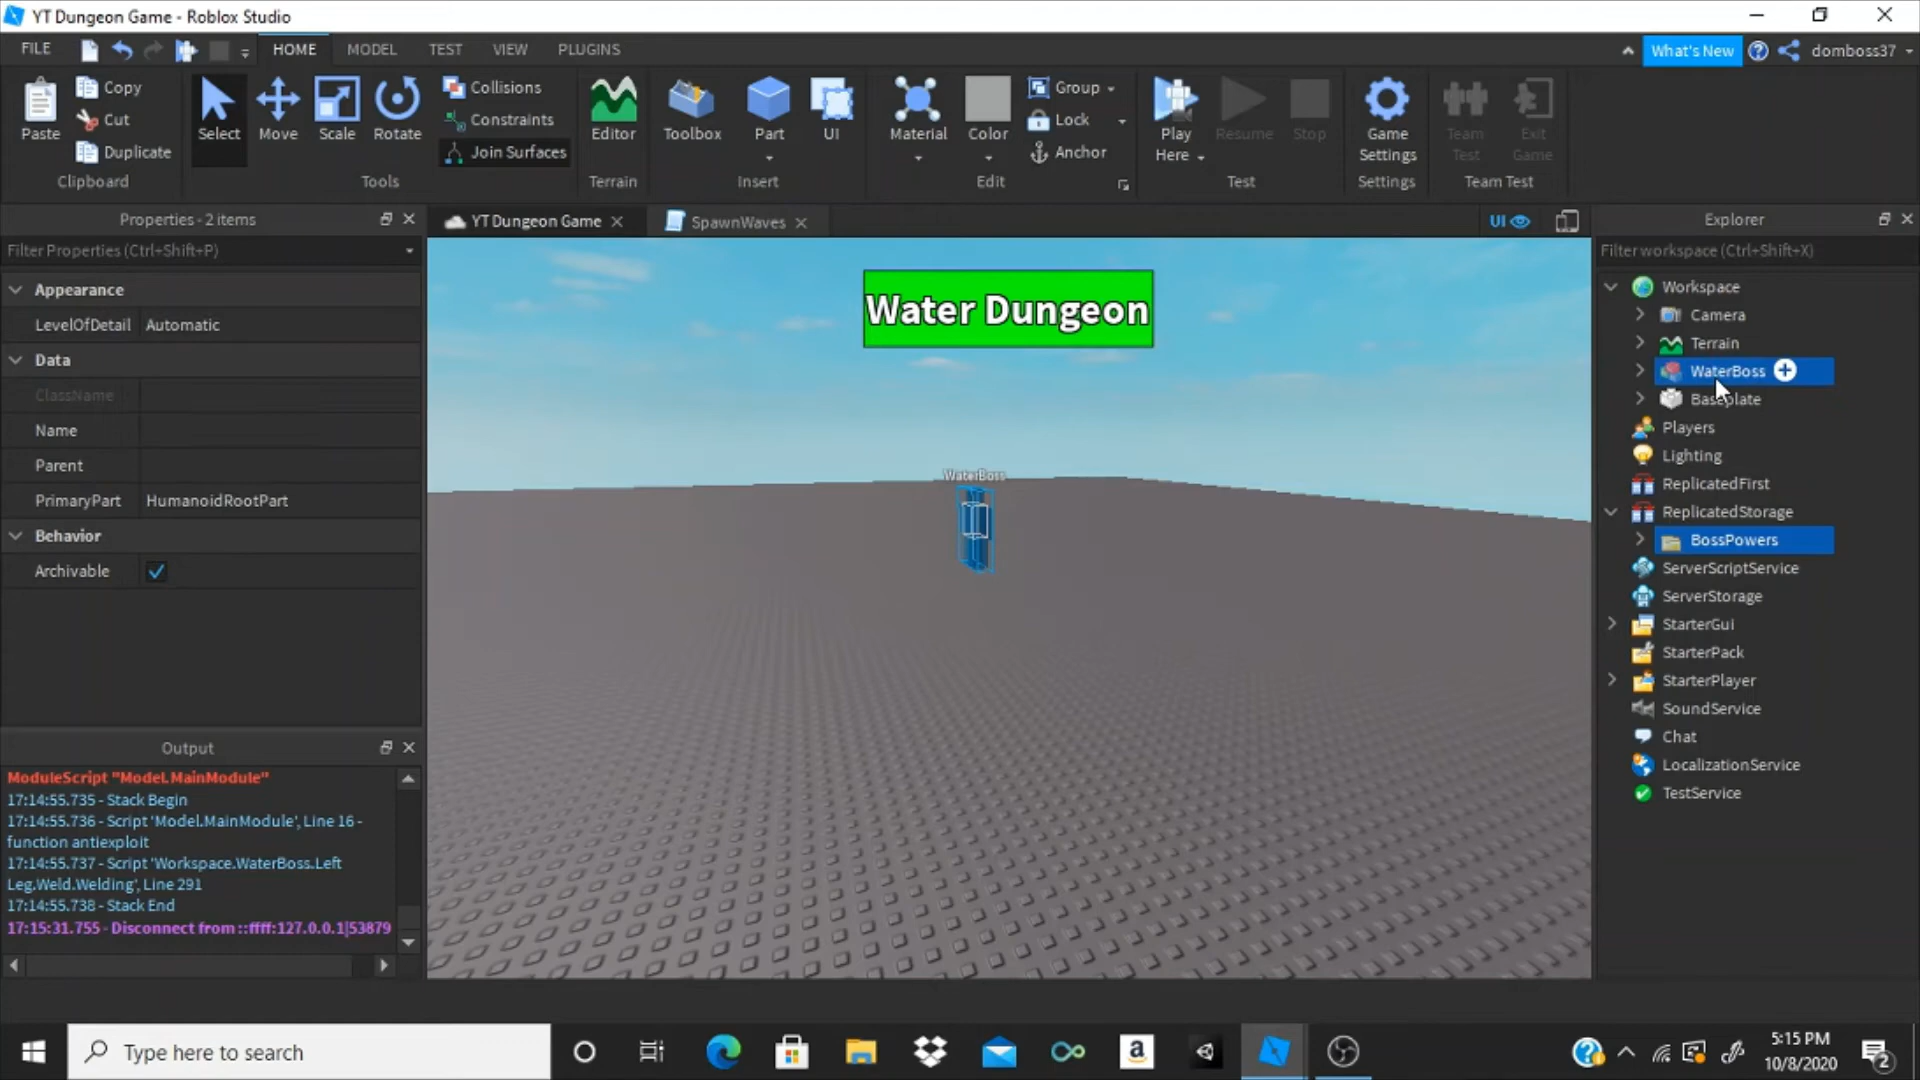 YT Dungeon Game - Roblox Studio
FILE HOME MODEL TEST VIEW PLUGINS What's New domboss37
Paste Copy Cut Duplicate Clipboard
Select Move Scale Rotate Collisions Constraints Join Surfaces Tools
Editor Terrain
Toolbox Part UI Insert
Material Color Group Lock Anchor Edit
Play Here Resume Stop Test
Game Settings Settings
Team Test Exit Game Team Test
Properties - 2 items
Filter Properties (Ctrl+Shift+P)
Appearance
LevelOfDetail Automatic
Data
ClassName
Name
Parent
PrimaryPart HumanoidRootPart
Behavior
Archivable
Output
ModuleScript "Model.MainModule"
17:14:55.735 - Stack Begin
17:14:55.736 - Script 'Model.MainModule', Line 16 -
function antiexploit
17:14:55.737 - Script 'Workspace.WaterBoss.Left
Leg.Weld.Welding', Line 291
17:14:55.738 - Stack End
17:15:31.755 - Disconnect from ::ffff:127.0.0.1|53879
YT Dungeon Game SpawnWaves UI
Water Dungeon
WaterBoss
Explorer
Filter workspace (Ctrl+Shift+X)
Workspace
Camera
Terrain
WaterBoss
Baseplate
Players
Lighting
ReplicatedFirst
ReplicatedStorage
BossPowers
ServerScriptService
ServerStorage
StarterGui
StarterPack
StarterPlayer
SoundService
Chat
LocalizationService
TestService
Type here to search
a
5:15 PM
10/8/2020
2